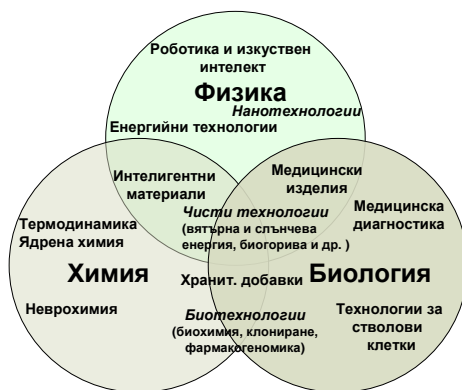 Роботика и изкуствен
интелект
Физика
Нанотехнологии
Енергийни технологии
Интелигентни
материали
Медицински
изделия
Чисти технологии
(вятърна и слънчева
енергия, биогорива и др. )
Медицинска
диагностика
Термодинамика
Ядрена химия
Химия
Хранит. добавки
Биология
Неврохимия
Биотехнологии
(биохимия, клониране,
фармакогеномика)
Технологии за
стволови
клетки